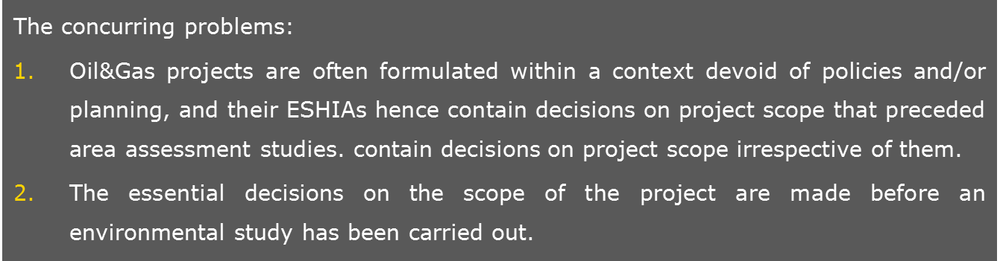 The concurring problems:
1. Oil&Gas projects are often formulated within a context devoid of policies and/or
planning, and their ESHIAs hence contain decisions on project scope that preceded
area assessment studies. contain decisions on project scope irrespective of them.
2. The essential decisions on the scope of the project are made before an
environmental study has been carried out.